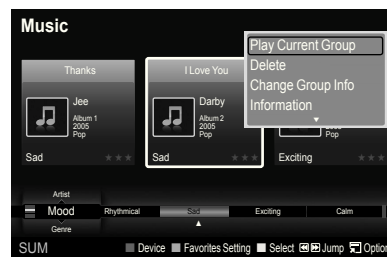 Music
Play Current Group
Delete
Change Group Info
Information
Thanks
I Love You
Jee
Album 1
2005
Pop
Darby
Album 2
2005
Pop
Pop
Sad
Sad
Exciting
Artist
Mood
Rhythmical
Sad
Exciting
Calm
Genre
SUM
Device
Favorites Setting
Select
Jump
Option